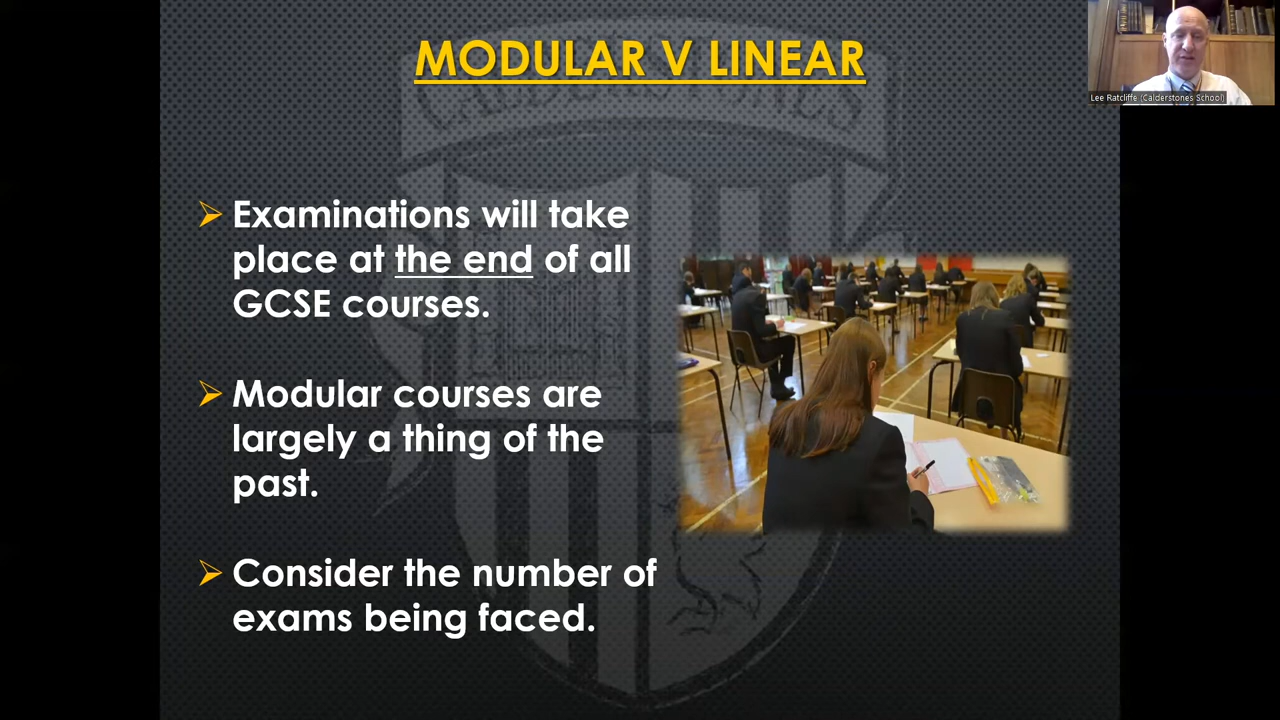 MODULAR V LINEAR
Lee Ratcliffe (Calderstones School)
Examinations will take
place at the end of all
GCSE courses.
Modular courses are
largely a thing of the
past.
Consider the number of
exams being faced.